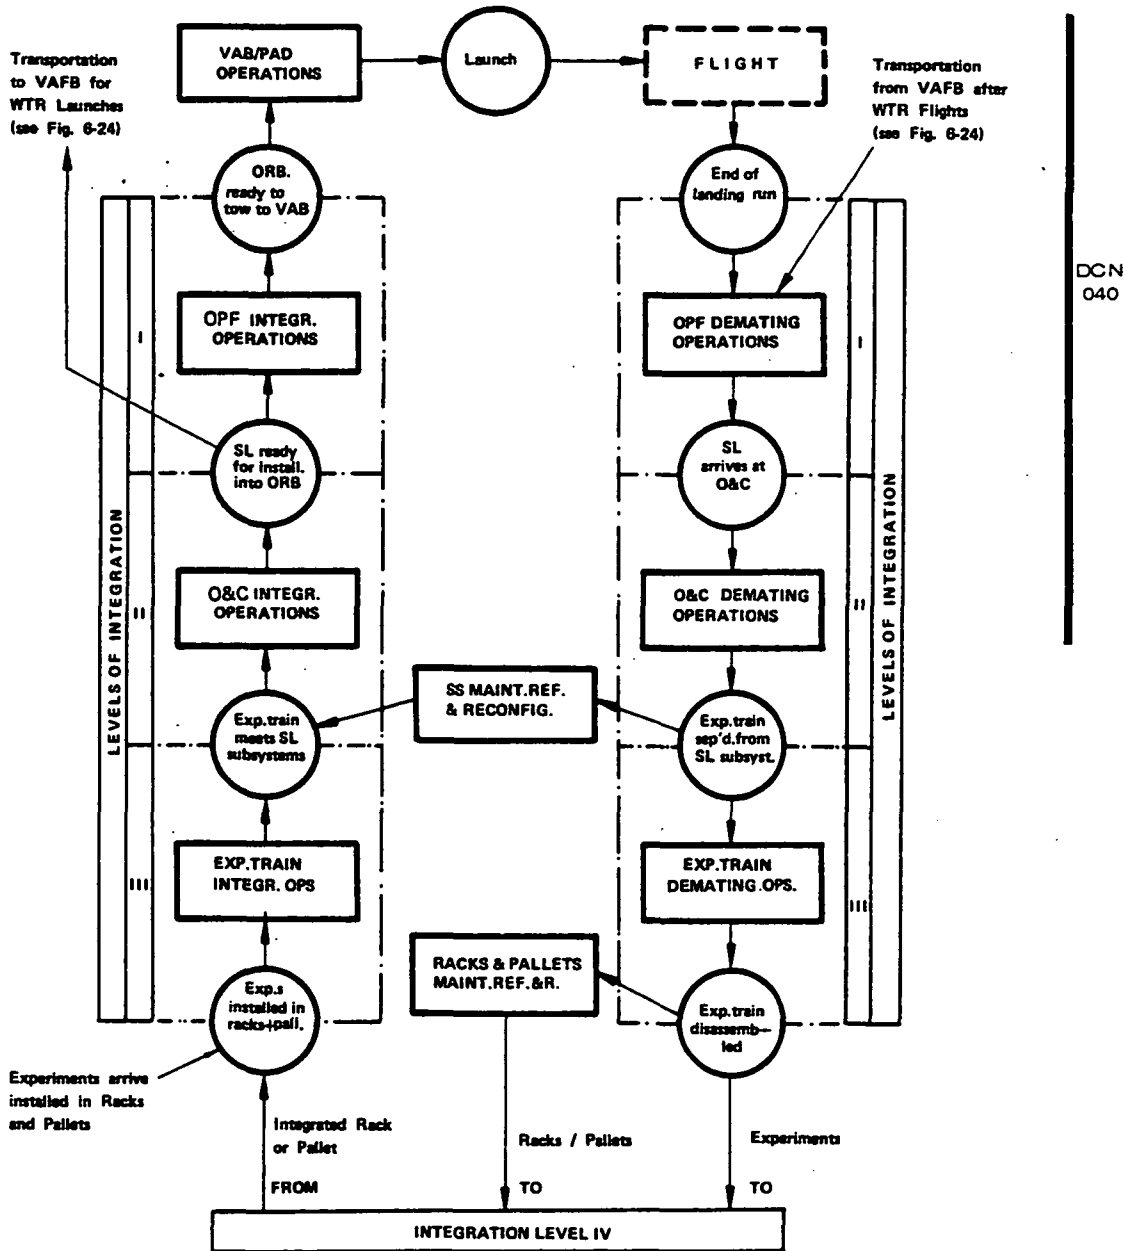 Transportation
to VAFB for
WTR Launches
(see Fig. 6-24)
VAB/PAD
OPERATIONS
Launch
FLIGHT
Transportation
from VAFB after
WTR Flights
(see Fig. 6-24)
DCN
040
ORB.
ready to
tow to VAB
End of
landing run
OPF INTEGR.
OPERATIONS
OPF DEMATING
OPERATIONS
I
I
SL ready
for install.
into ORB
SL
arrives at
O&C
LEVELS OF INTEGRATION
LEVELS OF INTEGRATION
O&C INTEGR.
OPERATIONS
O&C DEMATING
OPERATIONS
II
II
SS MAINT.REF.
& RECONFIG.
Exp.train
meets SL
subsystems
Exp.train
sep'd.from
SL subsyst.
EXP.TRAIN
INTEGR. OPS
EXP.TRAIN
DEMATING.OPS.
III
III
RACKS & PALLETS
MAINT.REF.&R.
Exp.s
installed in
racks+pall.
Exp.train
disassemb-
led
Experiments arrive
installed in Racks
and Pallets
Integrated Rack
or Pallet
Racks / Pallets
Experiments
FROM
TO
TO
INTEGRATION LEVEL IV